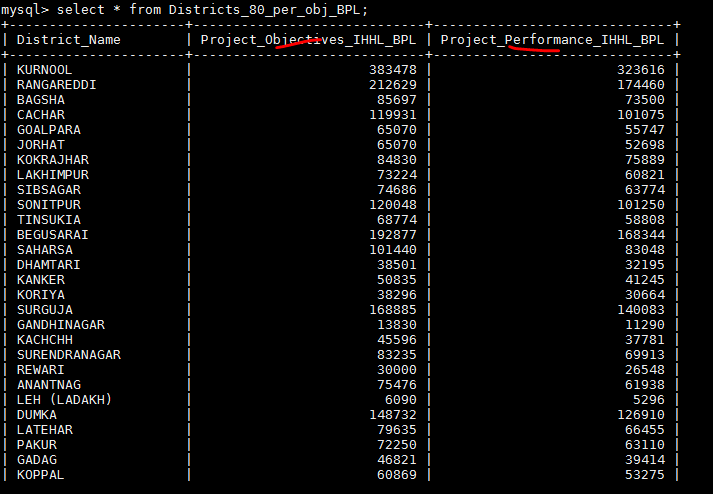 mysql> select * from Districts_80_per_obj_BPL;
+----------------------+-----------------------------+------------------------------+
| District_Name | Project_Objectives_IHHL_BPL | Project_Performance_IHHL_BPL |
+----------------------+-----------------------------+------------------------------+
| KURNOOL | 383478 | 323616 |
| RANGAREDDI | 212629 | 174460 |
| BAGSHA | 85697 | 73500 |
| CACHAR | 119931 | 101075 |
| GOALPARA | 65070 | 55747 |
| JORHAT | 65070 | 52698 |
| KOKRAJHAR | 84830 | 75889 |
| LAKHIMPUR | 73224 | 60821 |
| SIBSAGAR | 74686 | 63774 |
| SONITPUR | 120048 | 101250 |
| TINSUKIA | 68774 | 58808 |
| BEGUSARAI | 192877 | 168344 |
| SAHARSA | 101440 | 83048 |
| DHAMTARI | 38501 | 32195 |
| KANKER | 50835 | 41245 |
| KORIYA | 38296 | 30664 |
| SURGUJA | 168885 | 140083 |
| GANDHINAGAR | 13830 | 11290 |
| KACHCHH | 45596 | 37781 |
| SURENDRANAGAR | 83235 | 69913 |
| REWARI | 30000 | 26548 |
| ANANTNAG | 75476 | 61938 |
| LEH (LADAKH) | 6090 | 5296 |
| DUMKA | 148732 | 126910 |
| LATEHAR | 79635 | 66455 |
| PAKUR | 72250 | 63110 |
| GADAG | 46821 | 39414 |
| KOPPAL | 60869 | 53275 |